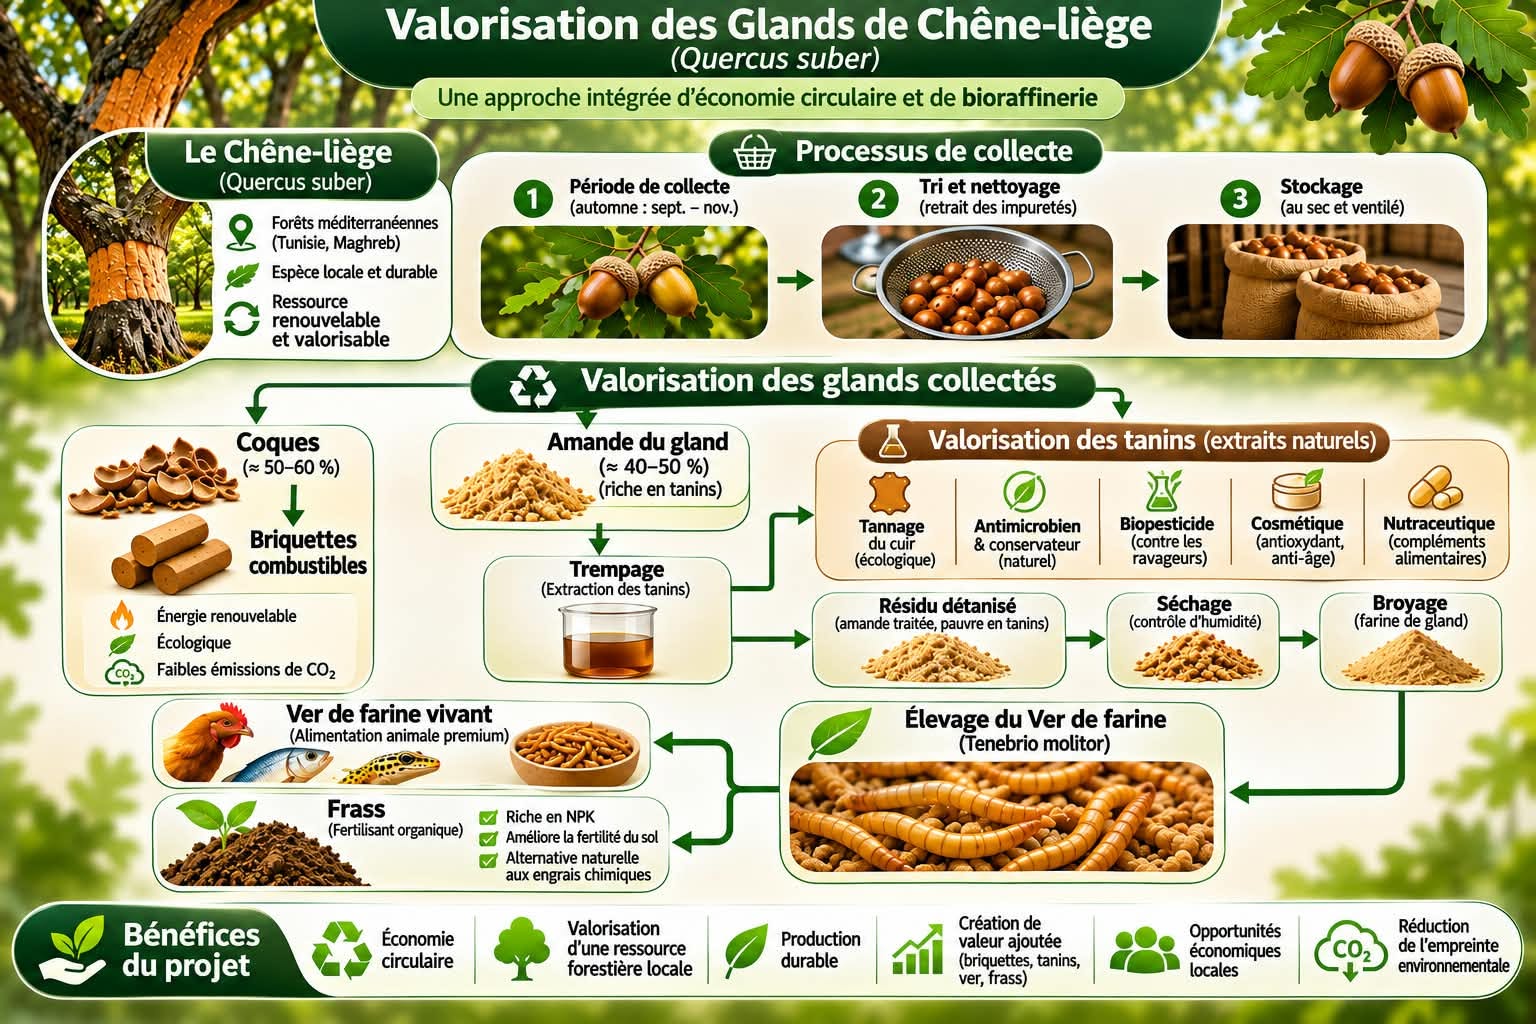 Valorisation des Glands de Chêne-liège
(Quercus suber)
Une approche intégrée d'économie circulaire et de bioraffinerie
Le Chêne-liège
(Quercus suber)
Forêts méditerranéennes
(Tunisie, Maghreb)
Espèce locale et durable
Ressource
renouvelable
et valorisable
Processus de collecte
1
Période de collecte
(automne : sept. – nov.)
2
Tri et nettoyage
(retrait des impuretés)
3
Stockage
(au sec et ventilé)
Valorisation des glands collectés
Coques
(≈ 50–60 %)
Briquettes
combustibles
Énergie renouvelable
Écologique
CO₂
Faibles émissions de CO₂
Amande du gland
(≈ 40–50 %)
(riche en tanins)
Trempage
(Extraction des tanins)
Valorisation des tanins (extraits naturels)
Tannage
du cuir
(écologique)
Antimicrobien
& conservateur
(naturel)
Biopesticide
(contre les
ravageurs)
Cosmétique
(antioxydant,
anti-âge)
Nutraceutique
(compléments
alimentaires)
Résidu détanisé
(amande traitée, pauvre en tanins)
Séchage
(contrôle d'humidité)
Broyage
(farine de gland)
Élevage du Ver de farine
(Tenebrio molitor)
Ver de farine vivant
(Alimentation animale premium)
Frass
(Fertilisant organique)
Riche en NPK
Améliore la fertilité du sol
Alternative naturelle
aux engrais chimiques
Bénéfices
du projet
Économie
circulaire
Valorisation
d'une ressource
forestière locale
Production
durable
Création de
valeur ajoutée
(briquettes, tanins,
ver, frass)
Opportunités
économiques
locales
CO₂
Réduction
de l'empreinte
environnementale